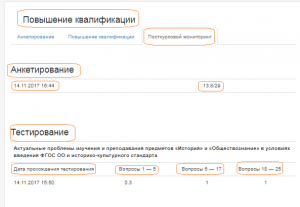 Повышение квалификации
Анкетирование Повышение квалификации Посткурсовой мониторинг
Анкетирование
14.11.2017 16:44 13.8/29
Тестирование
Актуальные проблемы изучения и преподавания предметов «История» и «Обществознание» в условиях
введения ФГОС ОО и историко-культурного стандарта
Дата прохождения тестирования Вопросы 1 — 5 Вопросы 6 — 17 Вопросы 18 — 25
14.11.2017 15:50 0.3 1 1